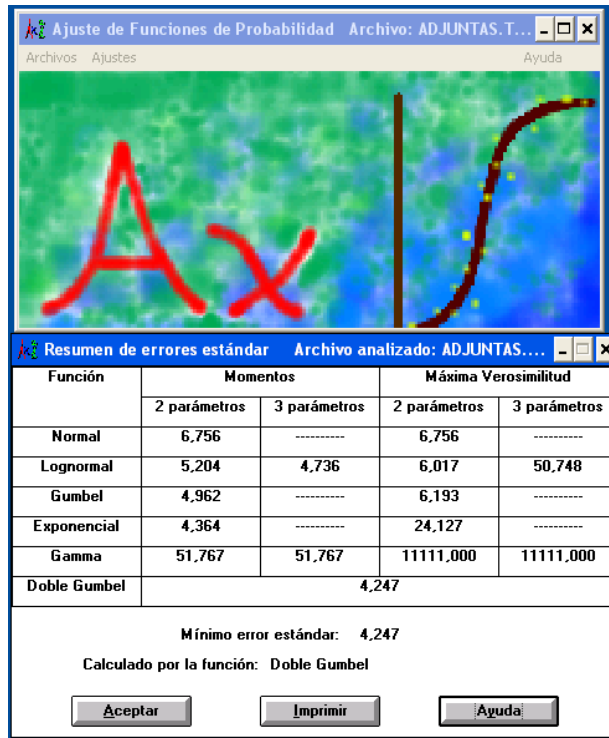 Ajuste de Funciones de Probabilidad Archivo: ADJUNTAS.T...
Archivos Ajustes Ayuda
Ax
Resumen de errores estándar Archivo analizado: ADJUNTAS....
Función Momentos Máxima Verosimilitud
2 parámetros 3 parámetros 2 parámetros 3 parámetros
Normal 6,756 ---------- 6,756 ----------
Lognormal 5,204 4,736 6,017 50,748
Gumbel 4,962 ---------- 6,193 ----------
Exponencial 4,364 ---------- 24,127 ----------
Gamma 51,767 51,767 11111,000 11111,000
Doble Gumbel 4,247
Mínimo error estándar: 4,247
Calculado por la función: Doble Gumbel
Aceptar Imprimir Ayuda